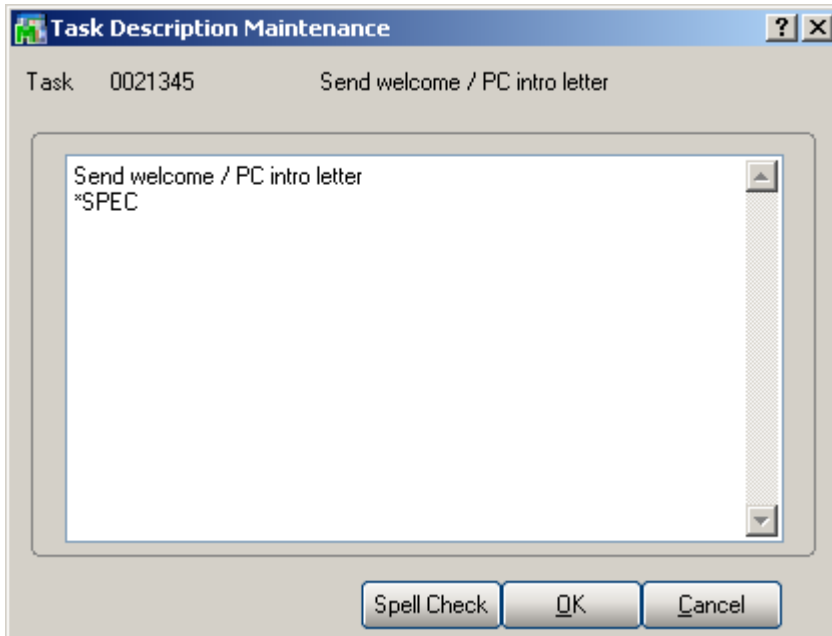 Task Description Maintenance
Task 0021345 Send welcome / PC intro letter
Send welcome / PC intro letter
*SPEC
Spell Check OK Cancel